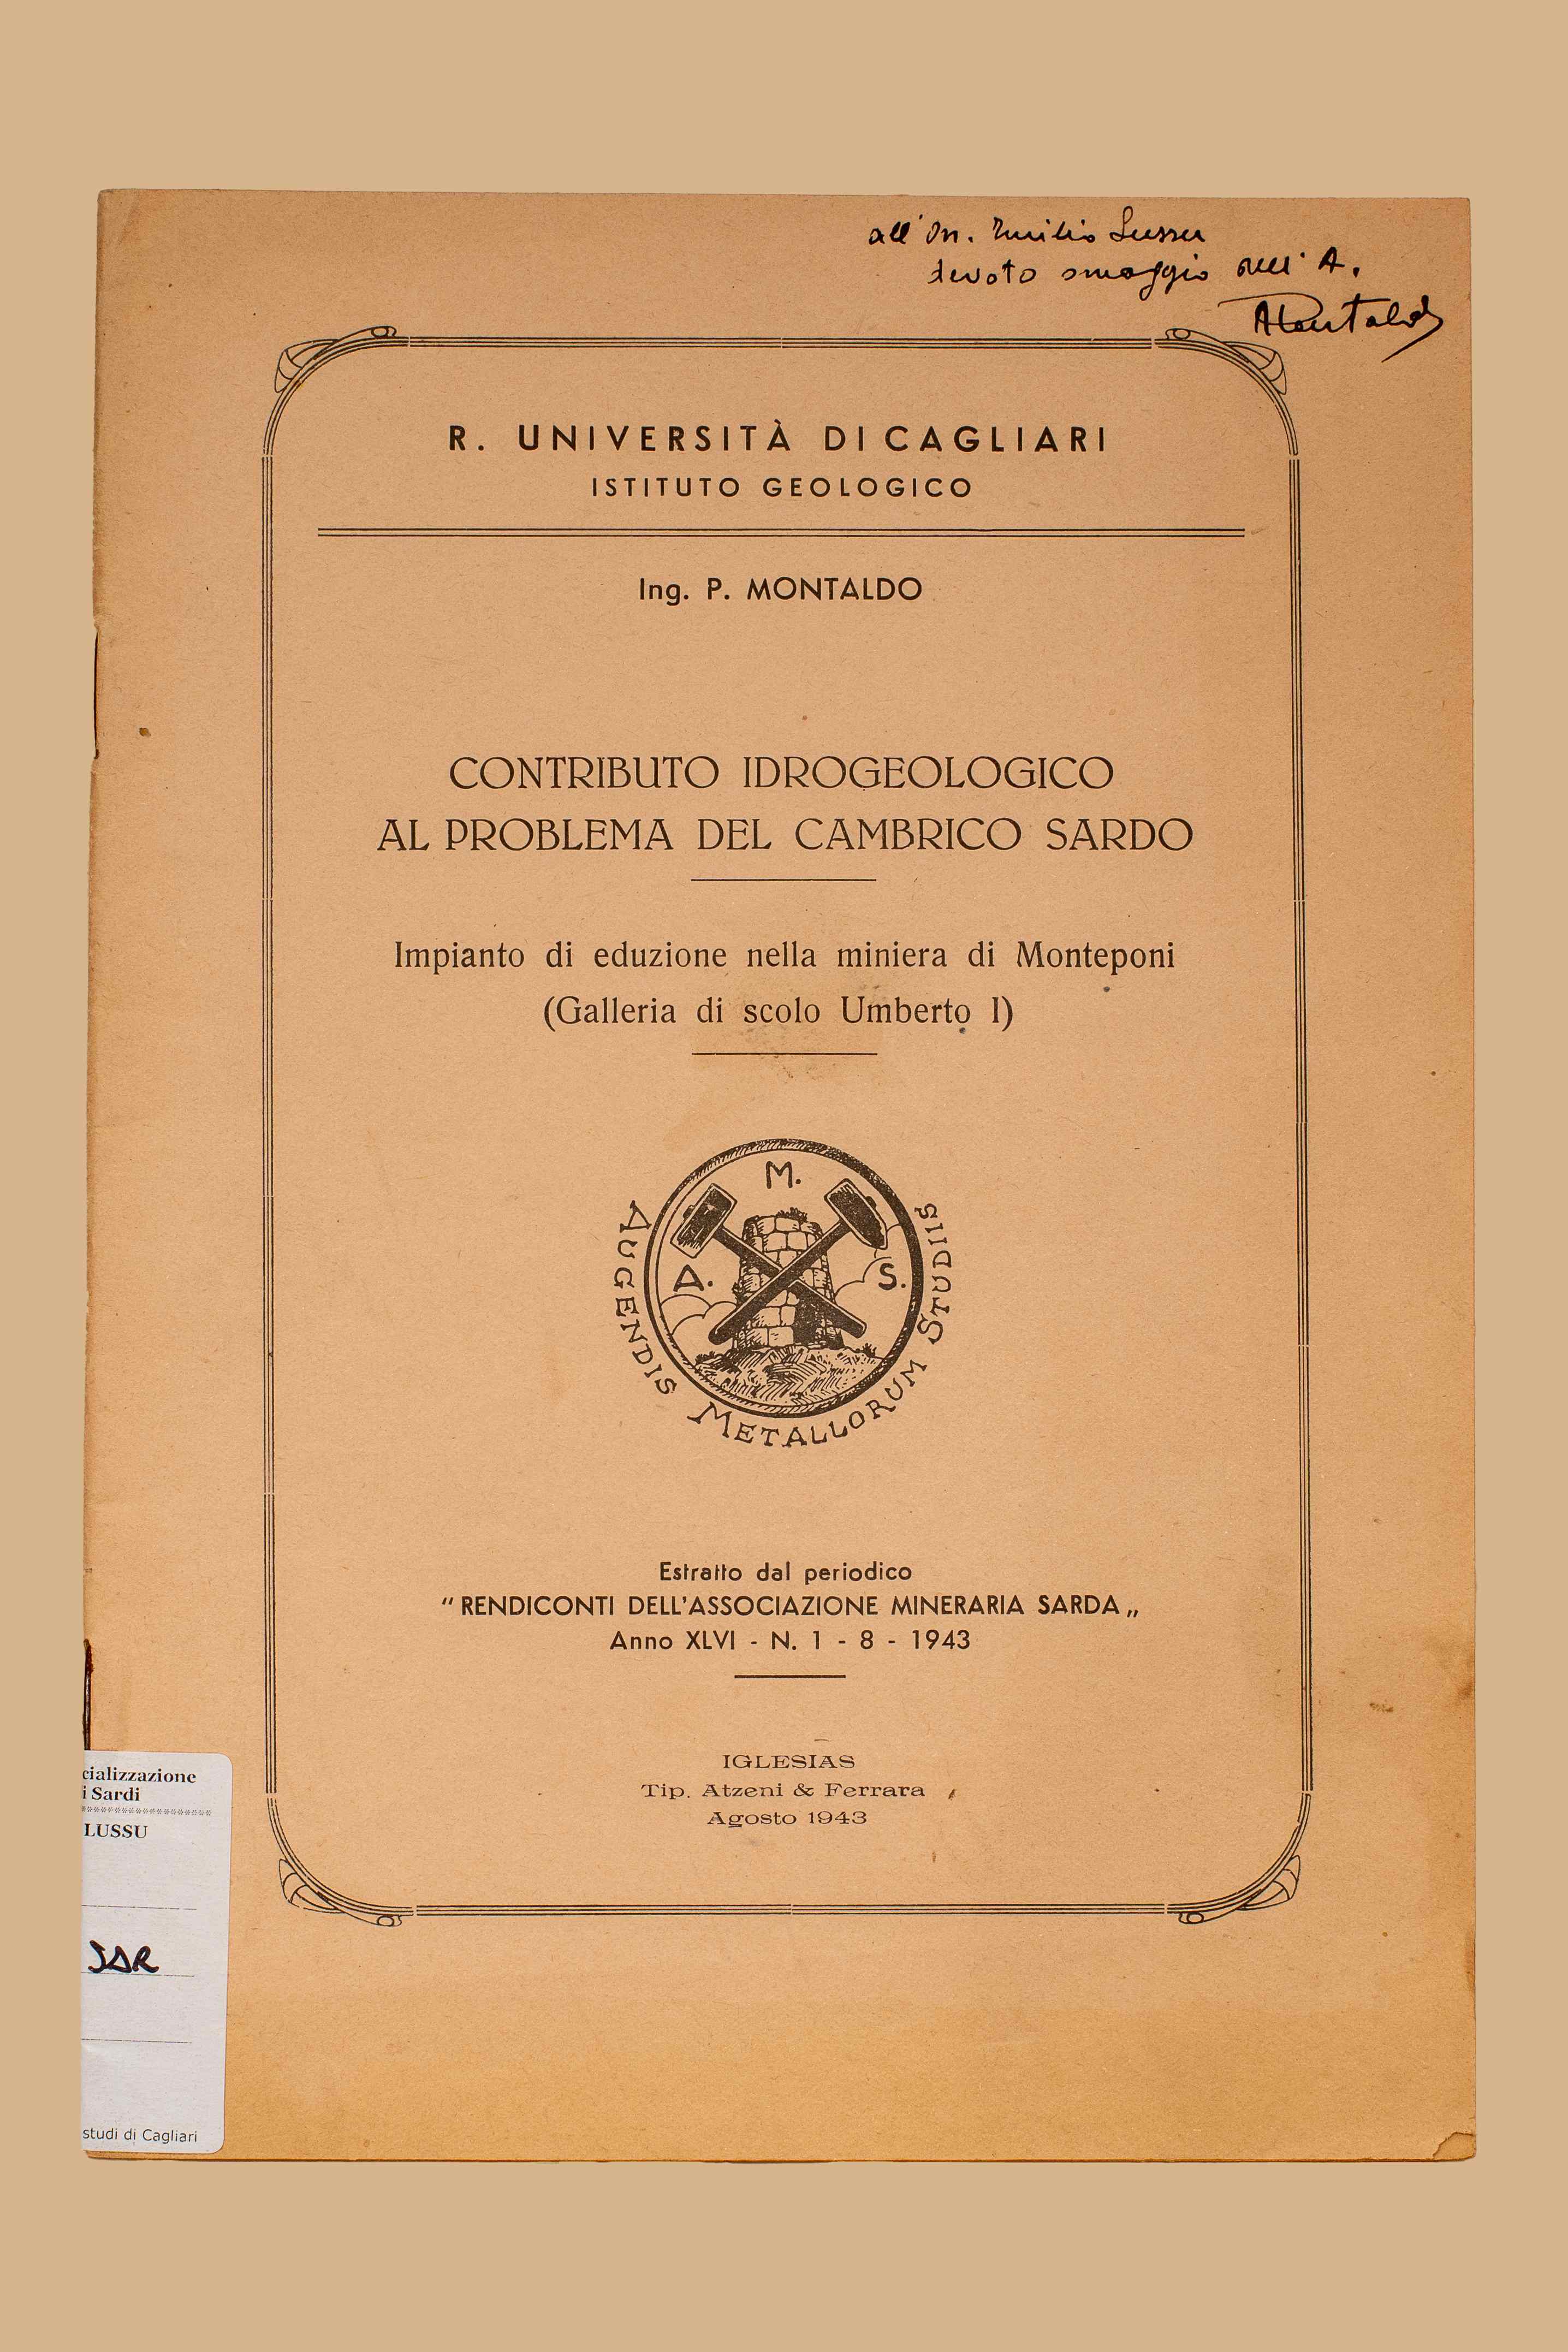 all' On. Emilio Lussu
devoto omaggio dell' A.
PMontaldo
R. UNIVERSITÀ DI CAGLIARI
ISTITUTO GEOLOGICO
Ing. P. MONTALDO
CONTRIBUTO IDROGEOLOGICO
AL PROBLEMA DEL CAMBRICO SARDO
Impianto di eduzione nella miniera di Monteponi
(Galleria di scolo Umberto I)
A. M. S.
AUGENDIS METALLORUM STUDIIS
Estratto dal periodico
“ RENDICONTI DELL'ASSOCIAZIONE MINERARIA SARDA „
Anno XLVI - N. 1 - 8 - 1943
IGLESIAS
Tip. Atzeni & Ferrara
Agosto 1943
cializzazione
i Sardi
LUSSU
SAR
studi di Cagliari